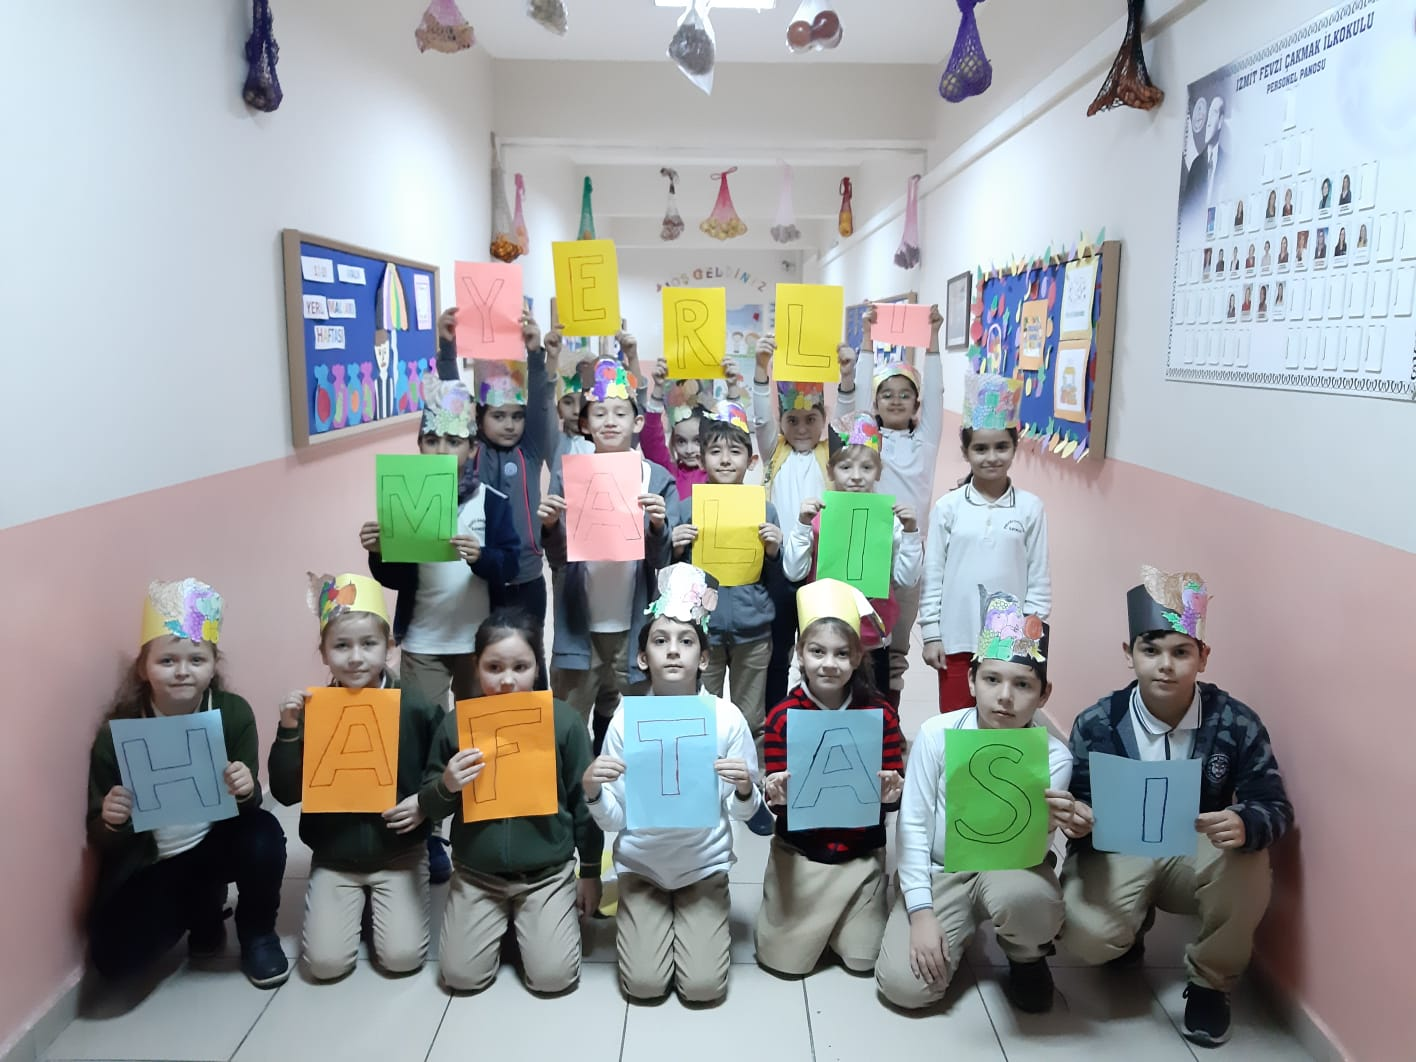 İZMİT FEVZİ ÇAKMAK İLKOKULU
PERSONEL PANOSU
HOŞ GELDİNİZ
YERLİ
MALI
HAFTASI
YERLI
MALI
HAFTASI